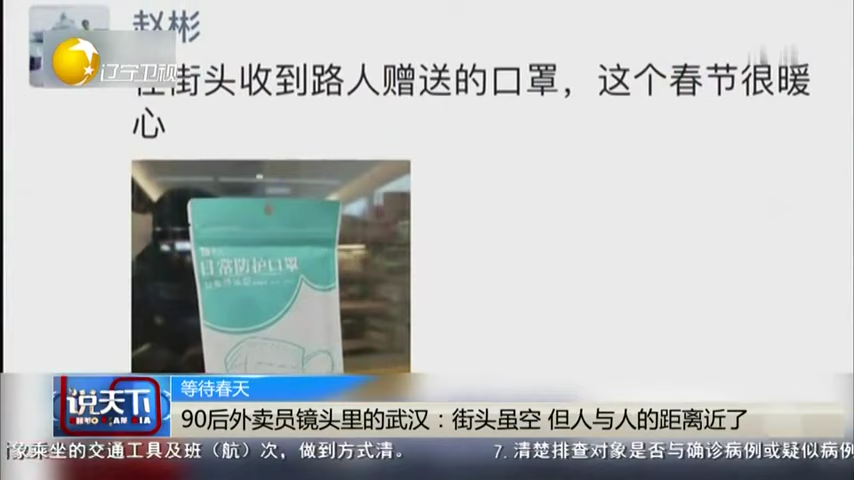 赵彬
辽宁卫视
在街头收到路人赠送的口罩，这个春节很暖
心
日常防护口罩
等待春天
说天下
SHUO TIAN XIA
90后外卖员镜头里的武汉：街头虽空 但人与人的距离近了
象乘坐的交通工具及班（航）次，做到方式清。 7. 清楚排查对象是否与确诊病例或疑似病例